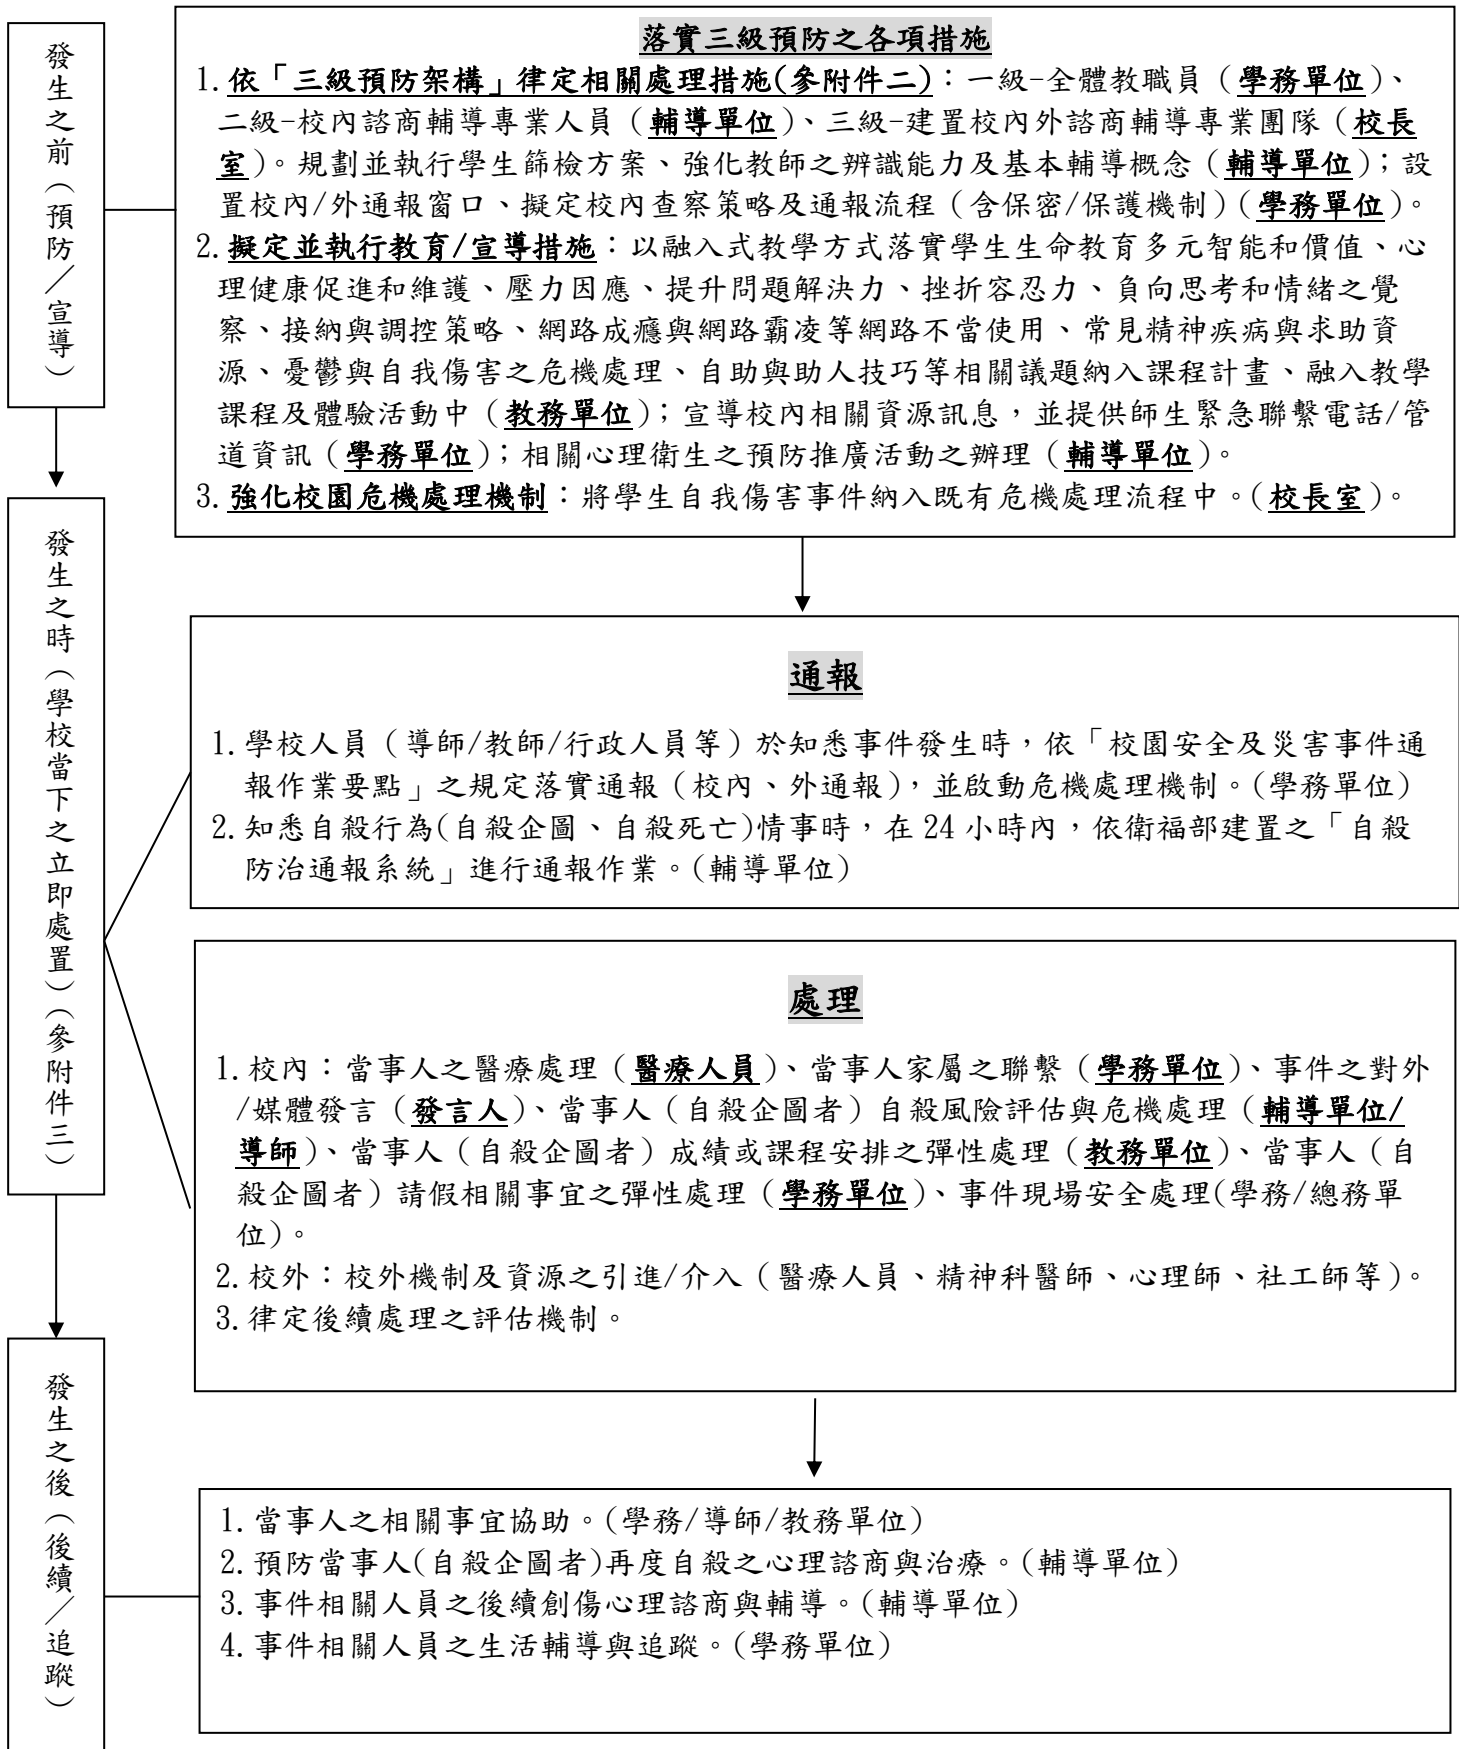 發生之前（預防／宣導）
落實三級預防之各項措施
1.依「三級預防架構」律定相關處理措施(參附件二)：一級-全體教職員（學務單位）、
二級-校內諮商輔導專業人員（輔導單位）、三級-建置校內外諮商輔導專業團隊（校長
室）。規劃並執行學生篩檢方案、強化教師之辨識能力及基本輔導概念（輔導單位）；設
置校內/外通報窗口、擬定校內查察策略及通報流程（含保密/保護機制）（學務單位）。
2.擬定並執行教育/宣導措施：以融入式教學方式落實學生生命教育多元智能和價值、心
理健康促進和維護、壓力因應、提升問題解決力、挫折容忍力、負向思考和情緒之覺
察、接納與調控策略、網路成癮與網路霸凌等網路不當使用、常見精神疾病與求助資
源、憂鬱與自我傷害之危機處理、自助與助人技巧等相關議題納入課程計畫、融入教學
課程及體驗活動中（教務單位）；宣導校內相關資源訊息，並提供師生緊急聯繫電話/管
道資訊（學務單位）；相關心理衛生之預防推廣活動之辦理（輔導單位）。
3.強化校園危機處理機制：將學生自我傷害事件納入既有危機處理流程中。(校長室)。
發生之時（學校當下之立即處置）（參附件三）
通報
1.學校人員（導師/教師/行政人員等）於知悉事件發生時，依「校園安全及災害事件通
報作業要點」之規定落實通報（校內、外通報），並啟動危機處理機制。(學務單位)
2.知悉自殺行為(自殺企圖、自殺死亡)情事時，在 24 小時內，依衛福部建置之「自殺
防治通報系統」進行通報作業。(輔導單位)
處理
1.校內：當事人之醫療處理（醫療人員）、當事人家屬之聯繫（學務單位）、事件之對外
/媒體發言（發言人）、當事人（自殺企圖者）自殺風險評估與危機處理（輔導單位/
導師）、當事人（自殺企圖者）成績或課程安排之彈性處理（教務單位）、當事人（自
殺企圖者）請假相關事宜之彈性處理（學務單位）、事件現場安全處理(學務/總務單
位)。
2.校外：校外機制及資源之引進/介入（醫療人員、精神科醫師、心理師、社工師等）。
3.律定後續處理之評估機制。
發生之後（後續／追蹤）
1.當事人之相關事宜協助。(學務/導師/教務單位)
2.預防當事人(自殺企圖者)再度自殺之心理諮商與治療。(輔導單位)
3.事件相關人員之後續創傷心理諮商與輔導。(輔導單位)
4.事件相關人員之生活輔導與追蹤。(學務單位)